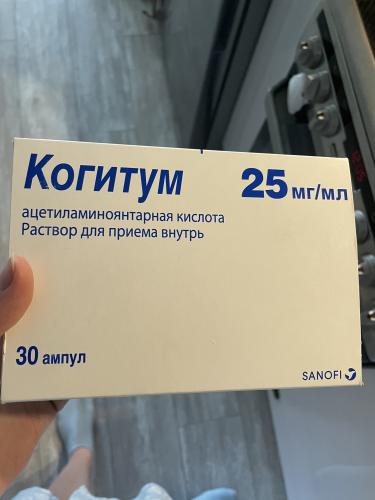 Когитум 25 мг/мл
ацетиламиноянтарная кислота
Раствор для приема внутрь
30 ампул
SANOFI